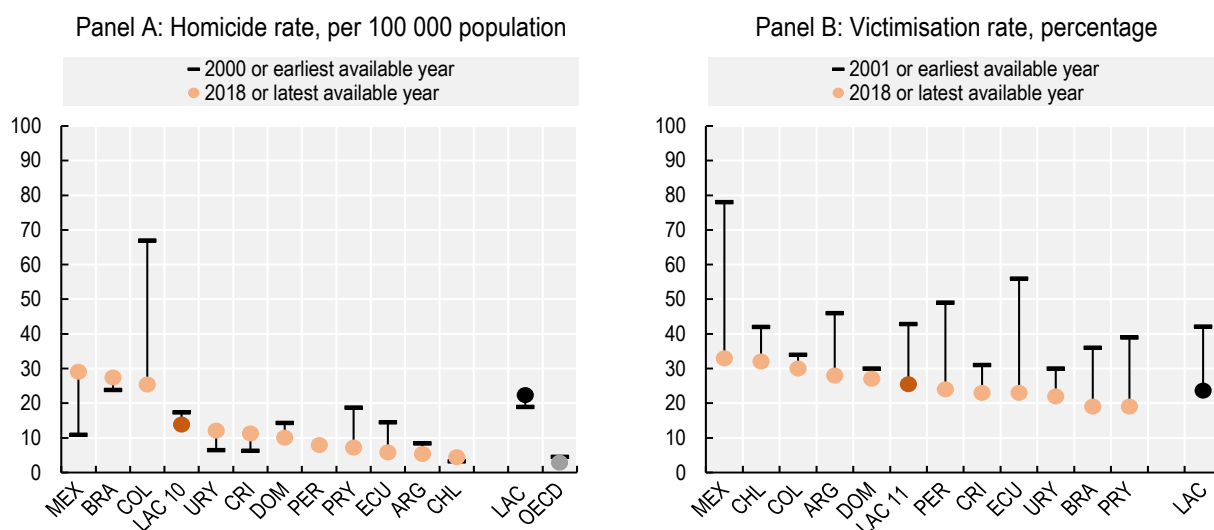 Panel A: Homicide rate, per 100 000 population
2000 or earliest available year
2018 or latest available year
100
90
80
70
60
50
40
30
20
10
0
MEX
BRA
COL
LAC 10
URY
CRI
DOM
PER
PRY
ECU
ARG
CHL
LAC
OECD
Panel B: Victimisation rate, percentage
2001 or earliest available year
2018 or latest available year
100
90
80
70
60
50
40
30
20
10
0
MEX
CHL
COL
ARG
DOM
LAC 11
PER
CRI
ECU
URY
BRA
PRY
LAC